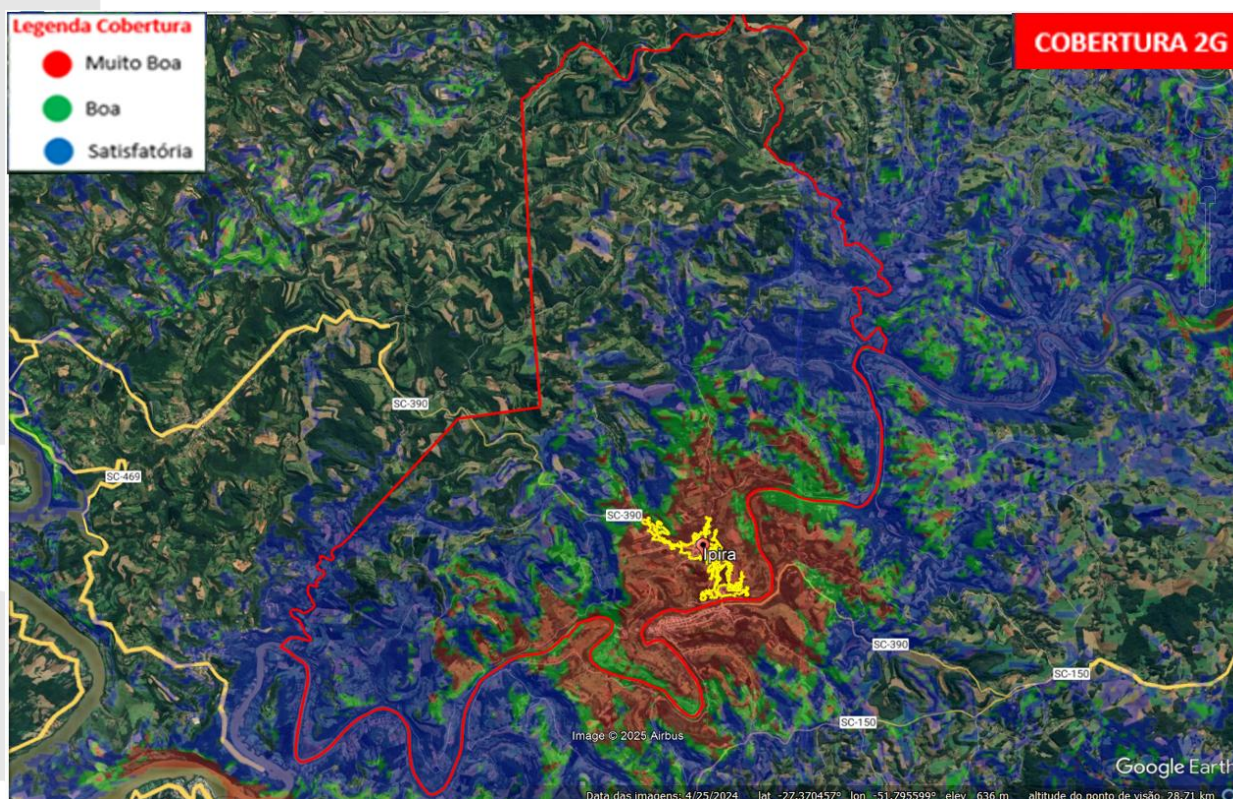 Legenda Cobertura
Muito Boa
Boa
Satisfatória
COBERTURA 2G
SC-390
SC-469
SC-390
Ipira
SC-390
SC-150
SC-150
Image © 2025 Airbus
Google Earth
Data das imagens: 4/25/2024 lat -27.370457° lon -51.795599° elev 636 m altitude do ponto de visão 28.71 km